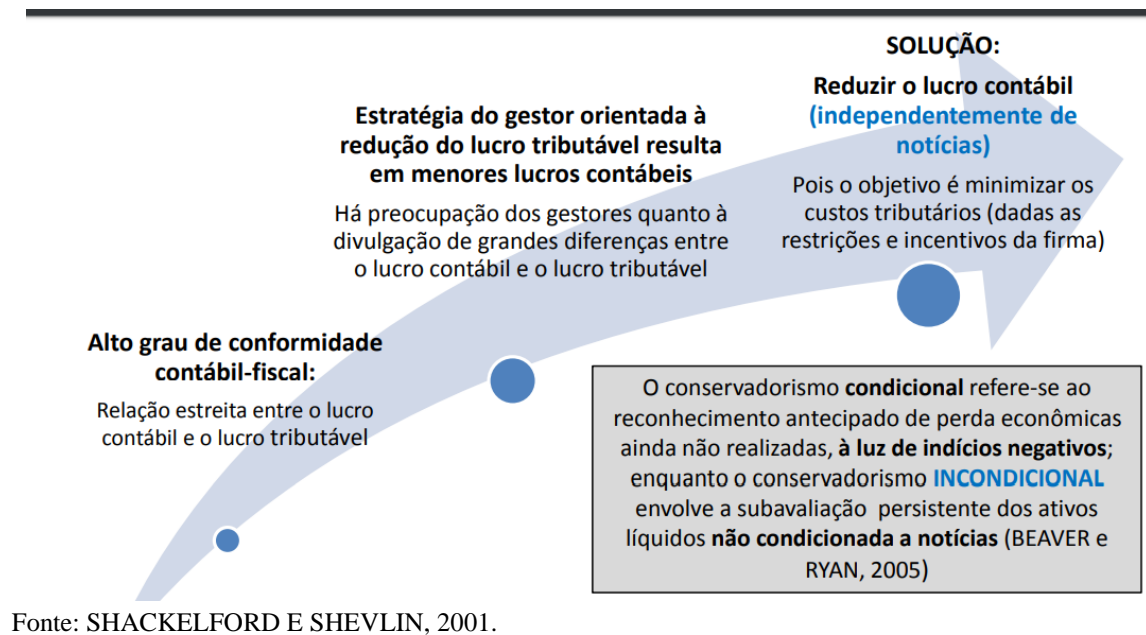 SOLUÇÃO:
Reduzir o lucro contábil
(independentemente de
notícias)
Pois o objetivo é minimizar os
custos tributários (dadas as
restrições e incentivos da firma)
Estratégia do gestor orientada à
redução do lucro tributável resulta
em menores lucros contábeis
Há preocupação dos gestores quanto à
divulgação de grandes diferenças entre
o lucro contábil e o lucro tributável
Alto grau de conformidade
contábil-fiscal:
Relação estreita entre o lucro
contábil e o lucro tributável
O conservadorismo condicional refere-se ao
reconhecimento antecipado de perda econômicas
ainda não realizadas, à luz de indícios negativos;
enquanto o conservadorismo INCONDICIONAL
envolve a subavaliação persistente dos ativos
líquidos não condicionada a notícias (BEAVER e
RYAN, 2005)
Fonte: SHACKELFORD E SHEVLIN, 2001.